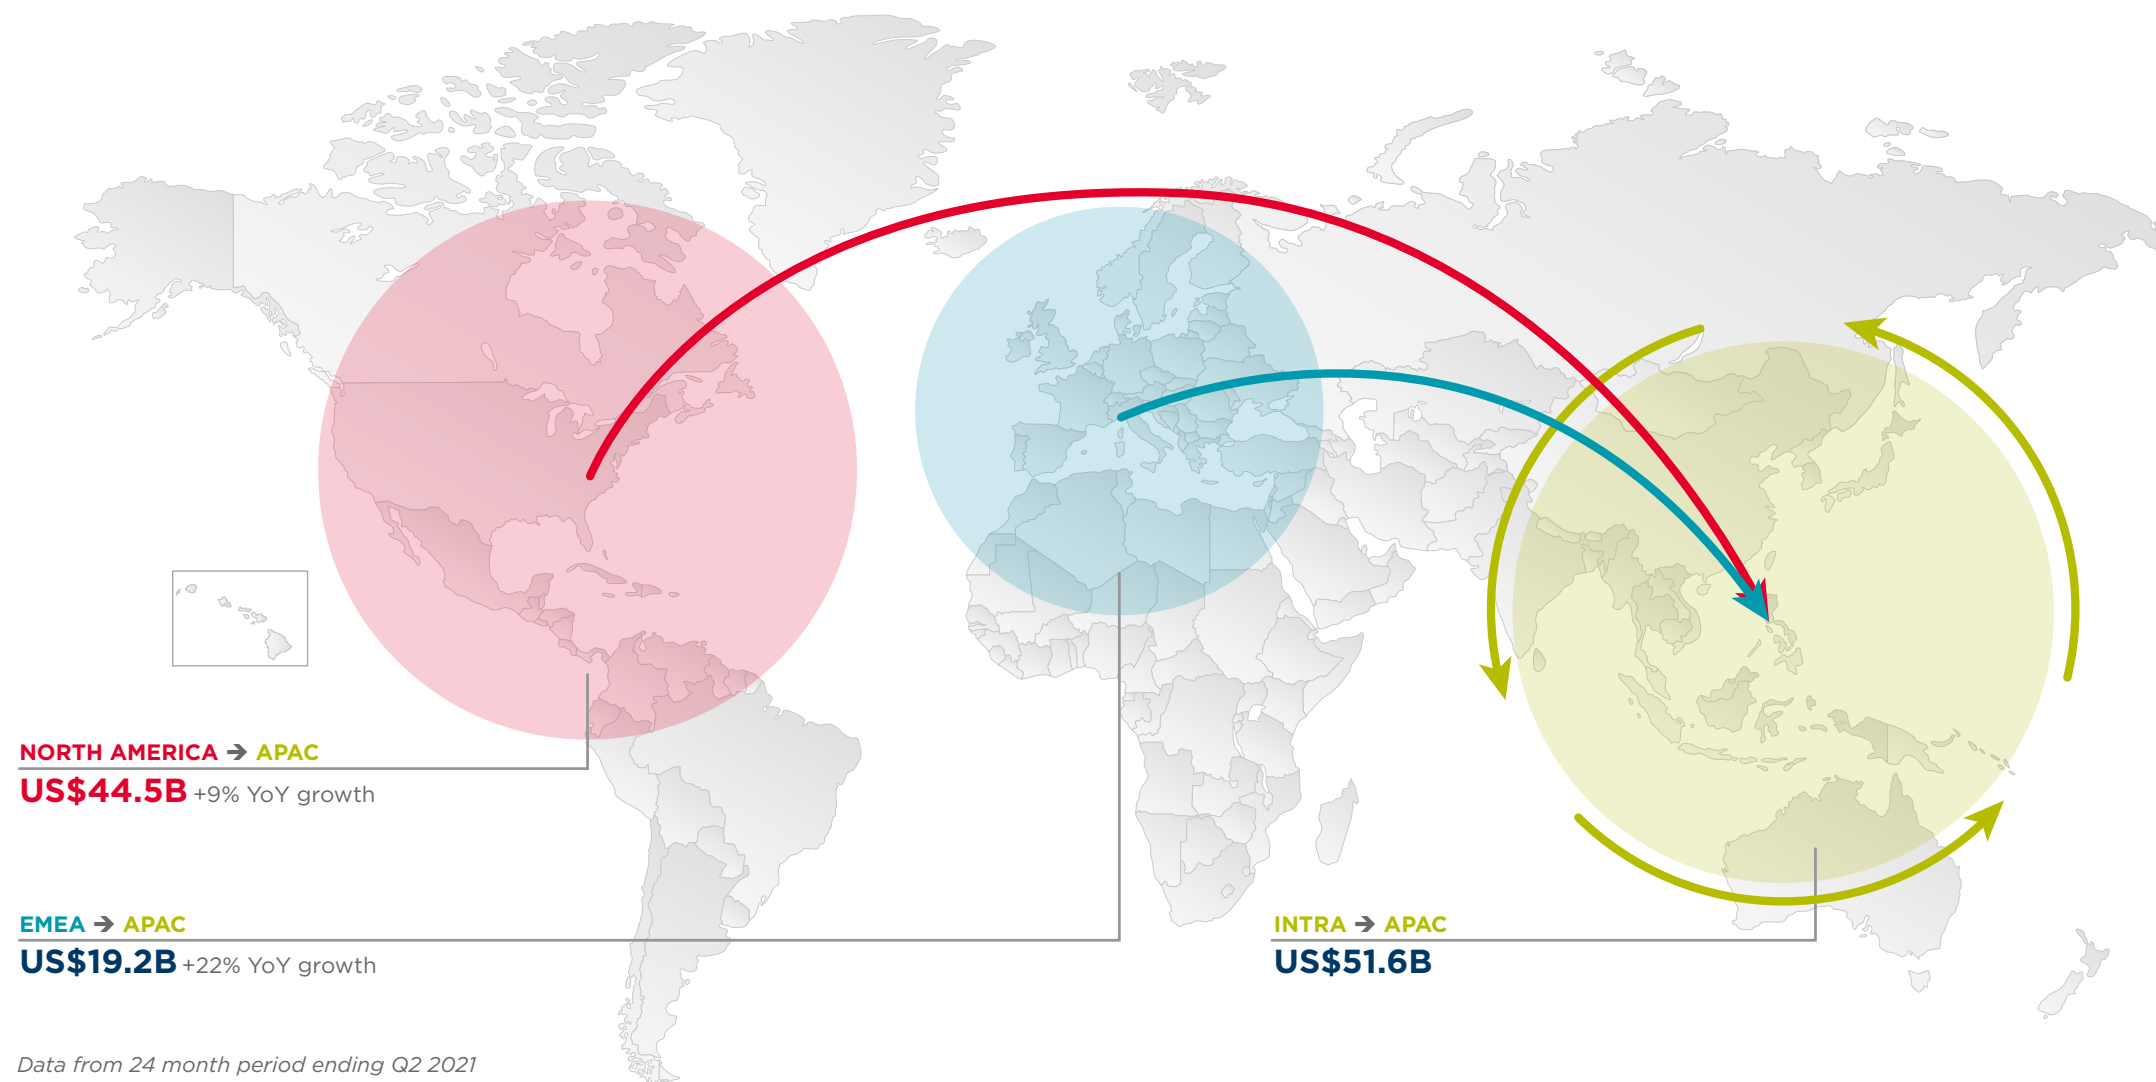 NORTH AMERICA → APAC
US$44.5B +9% YoY growth
EMEA → APAC
US$19.2B +22% YoY growth
INTRA → APAC
US$51.6B
Data from 24 month period ending Q2 2021